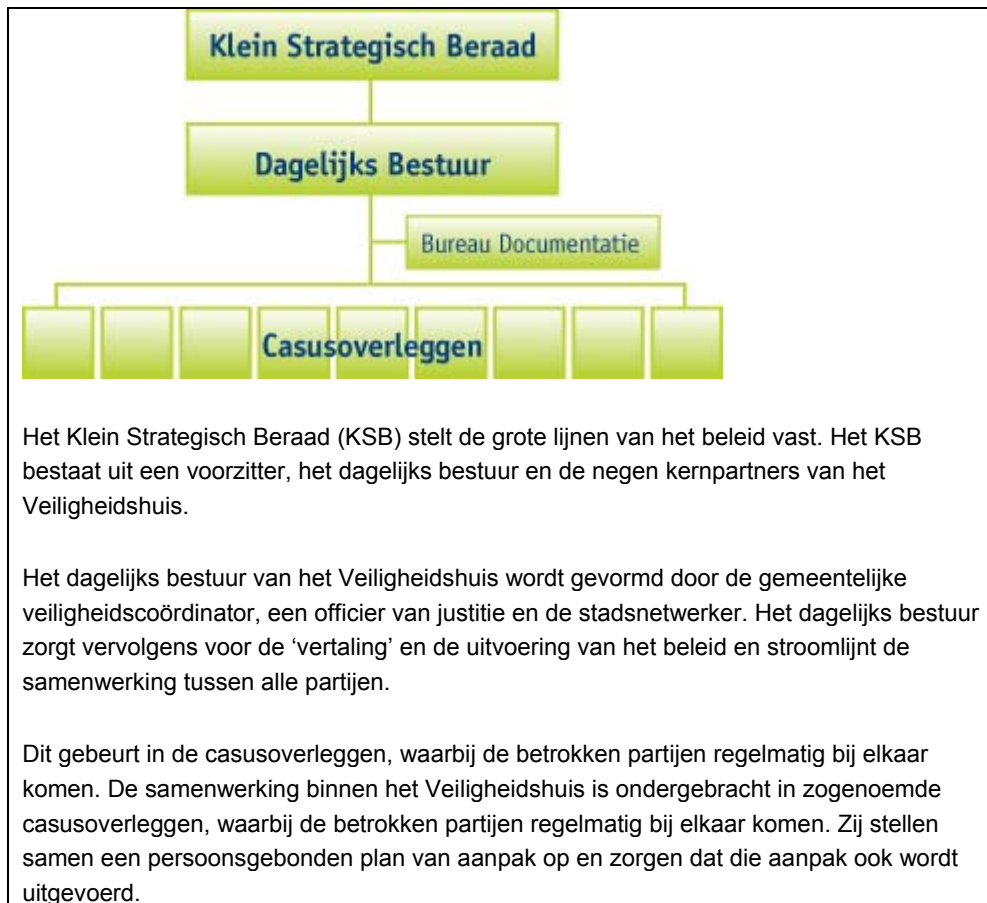 Klein Strategisch Beraad
Dagelijks Bestuur
Bureau Documentatie
Casusoverleggen
Het Klein Strategisch Beraad (KSB) stelt de grote lijnen van het beleid vast. Het KSB
bestaat uit een voorzitter, het dagelijks bestuur en de negen kernpartners van het
Veiligheidshuis.
Het dagelijks bestuur van het Veiligheidshuis wordt gevormd door de gemeentelijke
veiligheidscoördinator, een officier van justitie en de stadsnetwerker. Het dagelijks bestuur
zorgt vervolgens voor de ‘vertaling’ en de uitvoering van het beleid en stroomlijnt de
samenwerking tussen alle partijen.
Dit gebeurt in de casusoverleggen, waarbij de betrokken partijen regelmatig bij elkaar
komen. De samenwerking binnen het Veiligheidshuis is ondergebracht in zogenoemde
casusoverleggen, waarbij de betrokken partijen regelmatig bij elkaar komen. Zij stellen
samen een persoonsgebonden plan van aanpak op en zorgen dat die aanpak ook wordt
uitgevoerd.